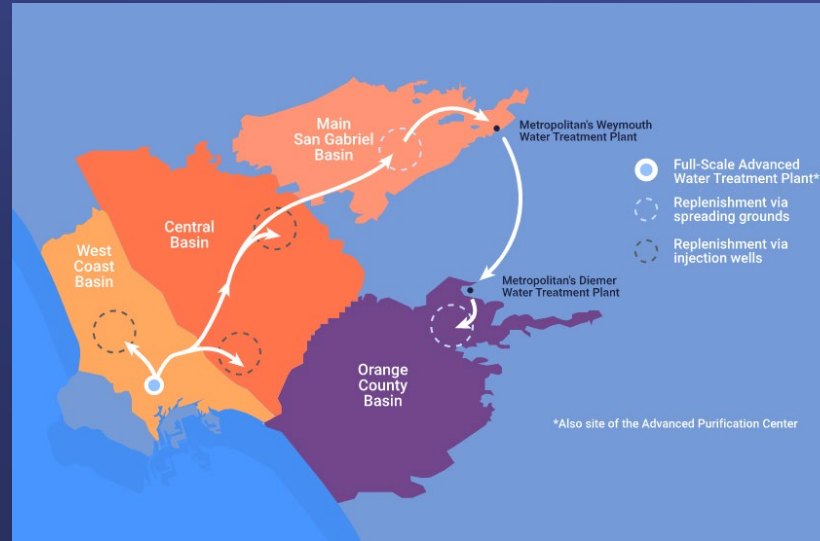 Main
San Gabriel
Basin
Metropolitan's Weymouth
Water Treatment Plant
Full-Scale Advanced
Water Treatment Plant*
Replenishment via
spreading grounds
Replenishment via
injection wells
Central
Basin
West
Coast
Basin
Metropolitan's Diemer
Water Treatment Plant
Orange
County
Basin
*Also site of the Advanced Purification Center